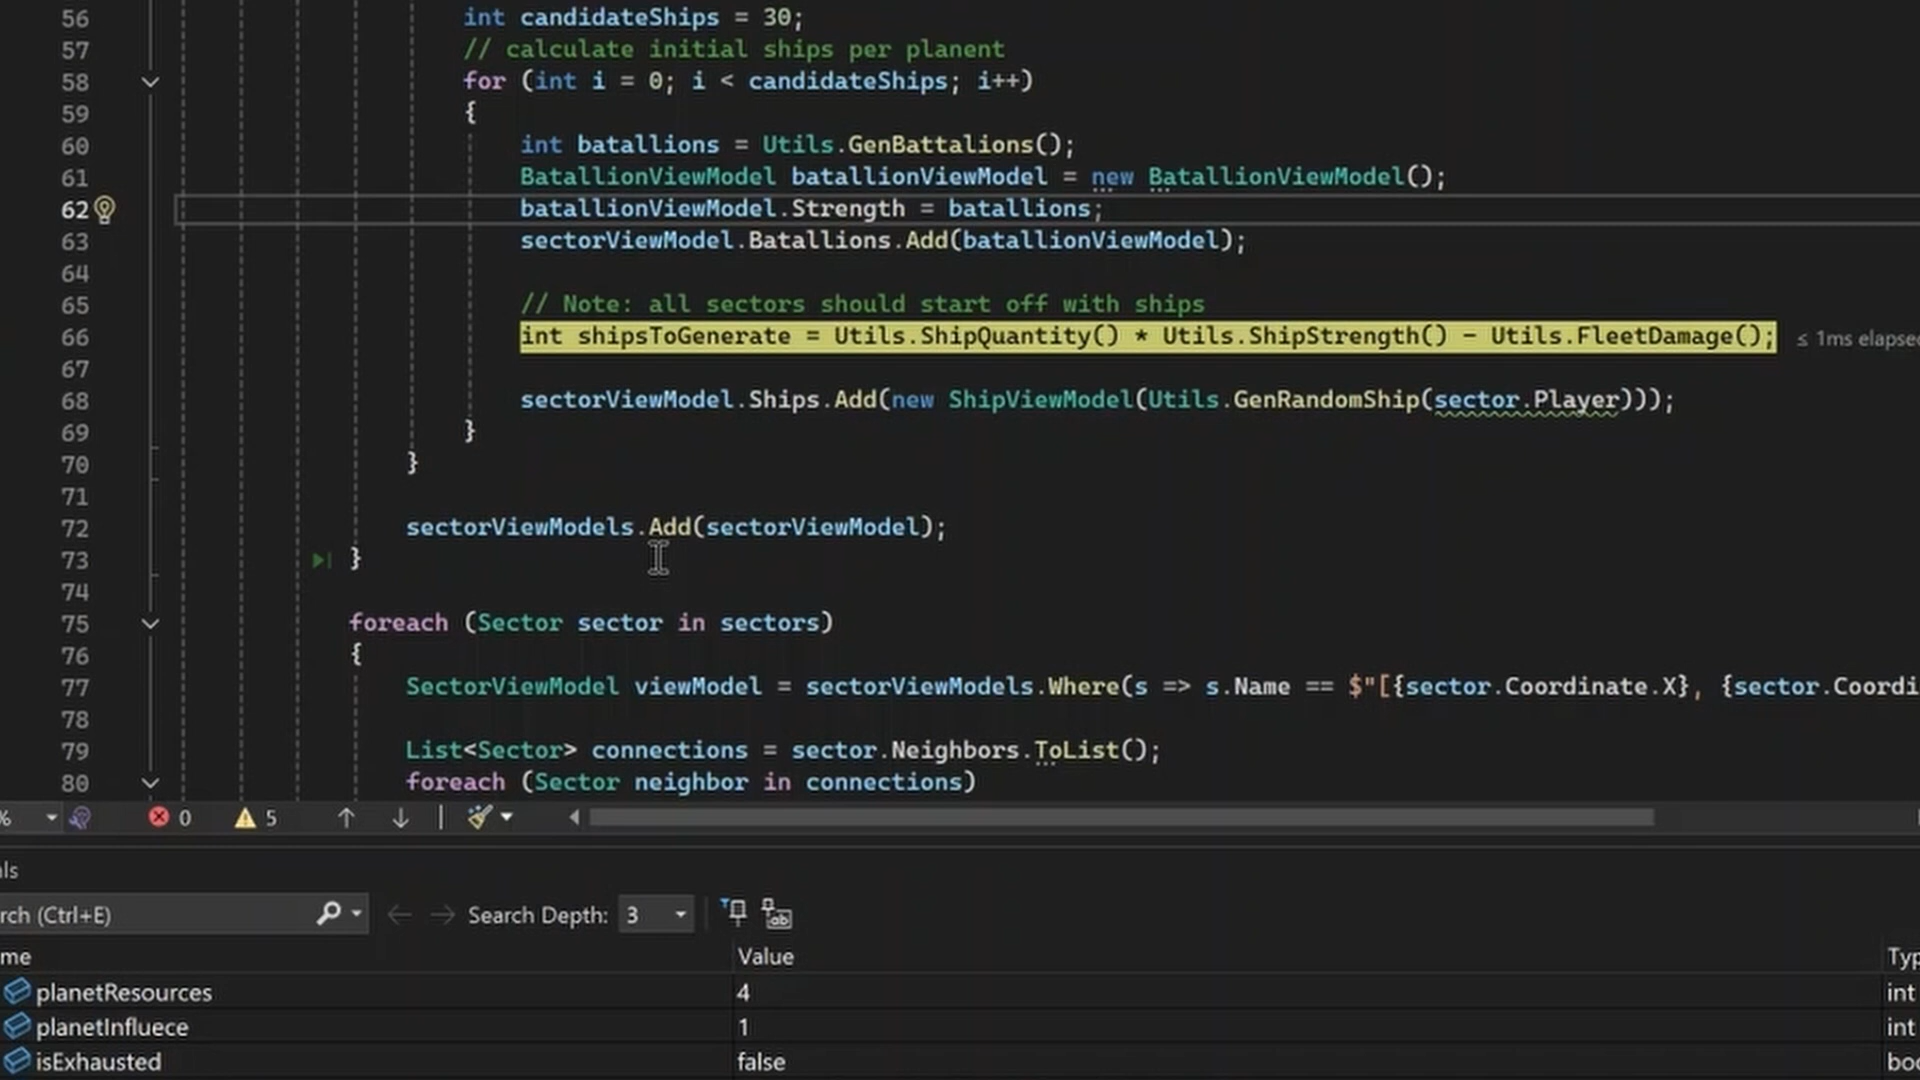 56 int candidateShips = 30;
57 // calculate initial ships per planent
58 for (int i = 0; i < candidateShips; i++)
59 {
60 int batallions = Utils.GenBattalions();
61 BatallionViewModel batallionViewModel = new BatallionViewModel();
62 batallionViewModel.Strength = batallions;
63 sectorViewModel.Batallions.Add(batallionViewModel);
64
65 // Note: all sectors should start off with ships
66 int shipsToGenerate = Utils.ShipQuantity() * Utils.ShipStrength() - Utils.FleetDamage(); ≤ 1ms elapsed
67
68 sectorViewModel.Ships.Add(new ShipViewModel(Utils.GenRandomShip(sector.Player)));
69 }
70 }
71
72 sectorViewModels.Add(sectorViewModel);
73 }
74
75 foreach (Sector sector in sectors)
76 {
77 SectorViewModel viewModel = sectorViewModels.Where(s => s.Name == $"[{sector.Coordinate.X}, {sector.Coordi
78
79 List<Sector> connections = sector.Neighbors.ToList();
80 foreach (Sector neighbor in connections)
% 0 5
ls
rch (Ctrl+E) Search Depth: 3
me Value Typ
planetResources 4 int
planetInfluece 1 int
isExhausted false boo